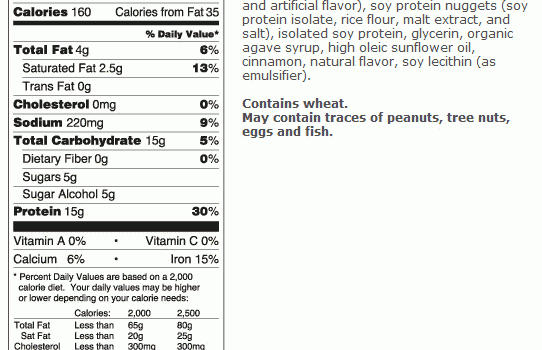 Calories 160 Calories from Fat 35
% Daily Value*
Total Fat 4g 6%
Saturated Fat 2.5g 13%
Trans Fat 0g
Cholesterol 0mg 0%
Sodium 220mg 9%
Total Carbohydrate 15g 5%
Dietary Fiber 0g 0%
Sugars 5g
Sugar Alcohol 5g
Protein 15g 30%
Vitamin A 0% • Vitamin C 0%
Calcium 6% • Iron 15%
* Percent Daily Values are based on a 2,000
calorie diet. Your daily values may be higher
or lower depending on your calorie needs:
Calories: 2,000 2,500
Total Fat Less than 65g 80g
Sat Fat Less than 20g 25g
Cholesterol Less than 300mg 300mg
and artificial flavor), soy protein nuggets (soy
protein isolate, rice flour, malt extract, and
salt), isolated soy protein, glycerin, organic
agave syrup, high oleic sunflower oil,
cinnamon, natural flavor, soy lecithin (as
emulsifier).
Contains wheat.
May contain traces of peanuts, tree nuts,
eggs and fish.